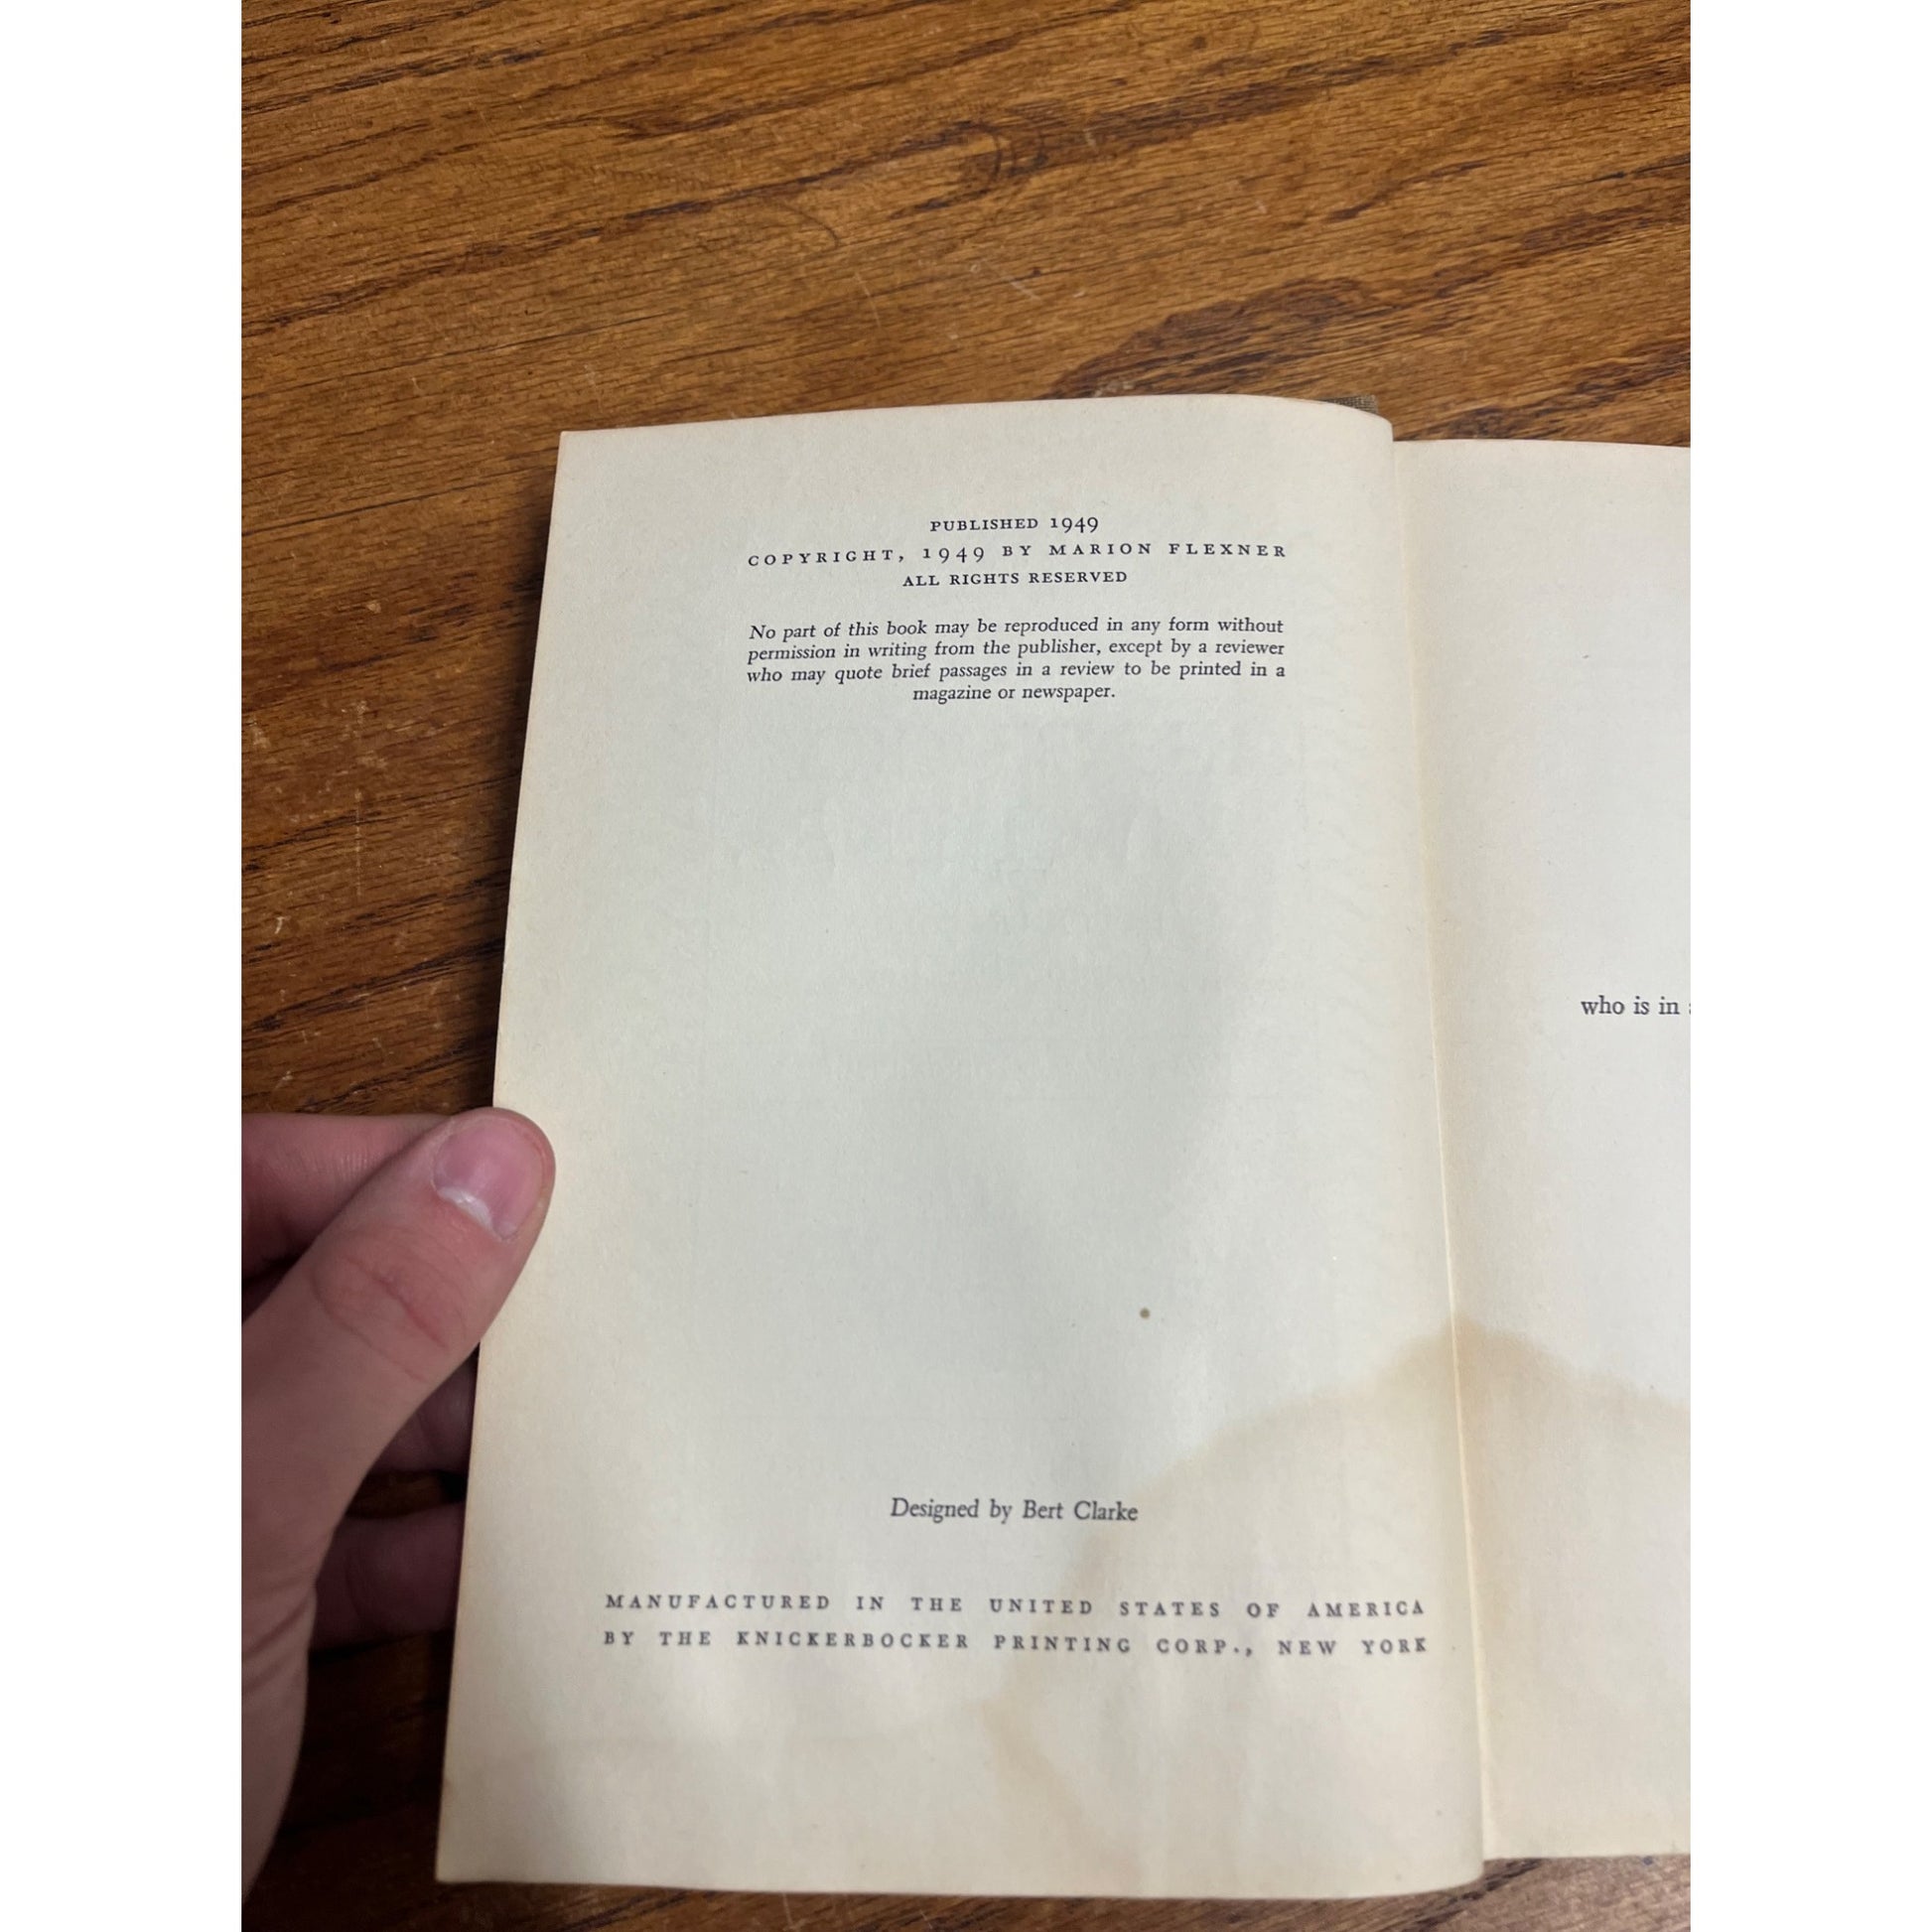 PUBLISHED 1949
COPYRIGHT, 1949 BY MARION FLEXNER
ALL RIGHTS RESERVED
No part of this book may be reproduced in any form without
permission in writing from the publisher, except by a reviewer
who may quote brief passages in a review to be printed in a
magazine or newspaper.
who is in
Designed by Bert Clarke
MANUFACTURED IN THE UNITED STATES OF AMERICA
BY THE KNICKERBOCKER PRINTING CORP., NEW YORK